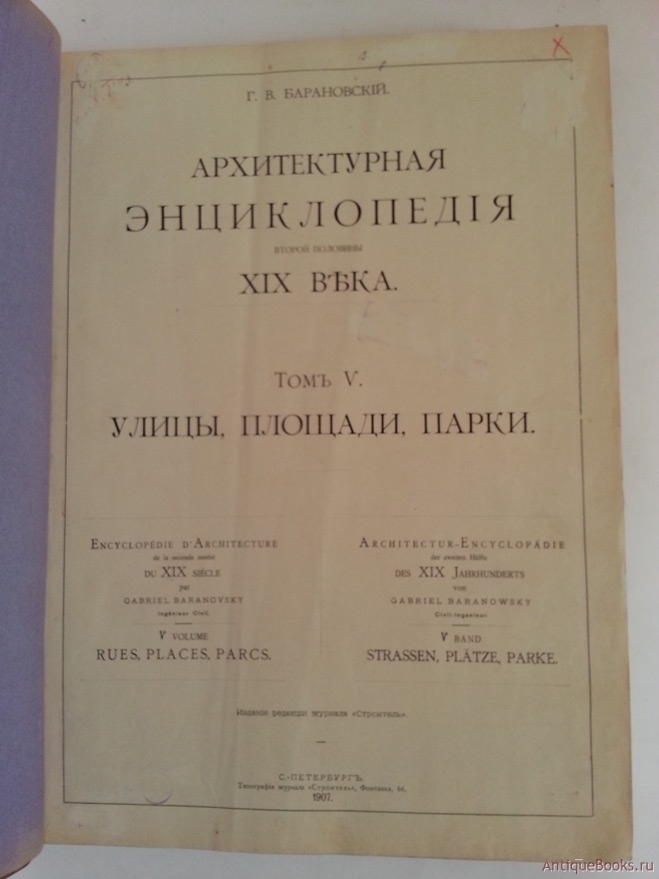 Г. В. БАРАНОВСКІЙ.
АРХИТЕКТУРНАЯ
ЭНЦИКЛОПЕДІЯ
ВТОРОЙ ПОЛОВИНЫ
XIX ВѢКА.
Томъ V.
УЛИЦЫ, ПЛОЩАДИ, ПАРКИ.
ENCYCLOPÉDIE D'ARCHITECTURE
de la seconde moitié
DU XIX SIÈCLE
par
GABRIEL BARANOVSKY
Ingénieur Civil.
V VOLUME
RUES, PLACES, PARCS.
ARCHITECTUR-ENCYCLOPÄDIE
der zweiten Hälfte
DES XIX JAHRHUNDERTS
von
GABRIEL BARANOWSKY
Civil-Ingenieur.
V BAND
STRASSEN, PLÄTZE, PARKE.
Изданіе редакціи журнала «Строитель».
С.-ПЕТЕРБУРГЪ.
Типографія журнала «Строитель», Фонтанка, 64.
1907.
AntiqueBooks.ru